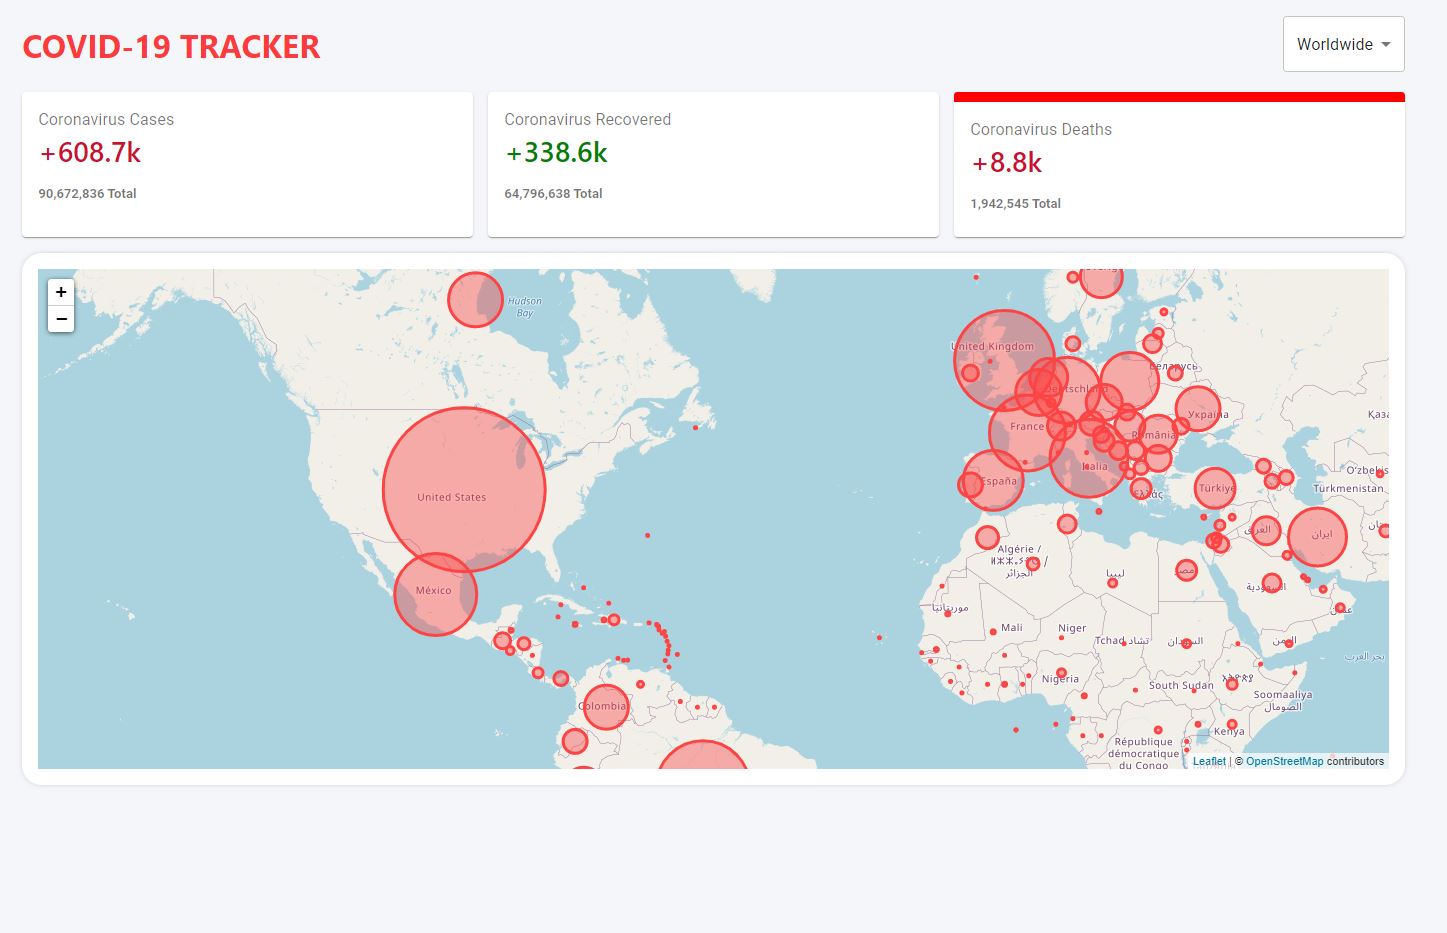 COVID-19 TRACKER
Worldwide
Coronavirus Cases
+608.7k
90,672,836 Total
Coronavirus Recovered
+338.6k
64,796,638 Total
Coronavirus Deaths
+8.8k
1,942,545 Total
+
−
Hudson
Bay
United Kingdom
Deutschland
Беларусь
Україна
France
România
Italia
España
Türkiye
Ελλάς
O'zbekis
Türkmenistan
Қаза
United States
México
Algérie /
الجزائر
ليبيا
مصر
العراق
ایران
السعودية
عمان
موريتانيا
Mali
Niger
Tchad تشاد
السودان
اليمن
بحر العرب
Nigeria
South Sudan
Soomaaliya
الصومال
Kenya
République
démocratique
du Congo
Colombia
Leaflet | © OpenStreetMap contributors